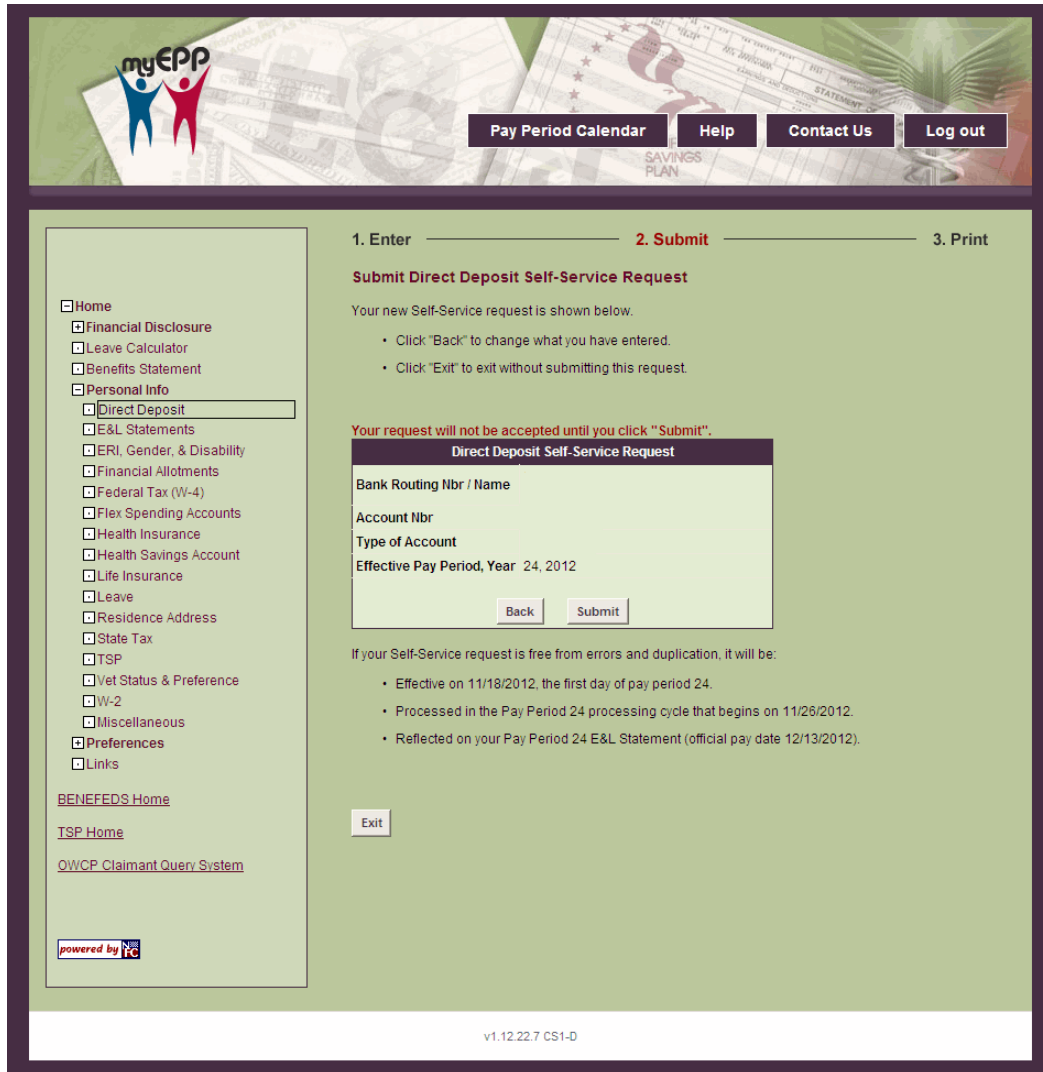 myEPP
STATEMENT OF
Pay Period Calendar
Help
Contact Us
Log out
SAVINGS
PLAN
1. Enter
2. Submit
3. Print
Submit Direct Deposit Self-Service Request
Your new Self-Service request is shown below.
• Click "Back" to change what you have entered.
• Click "Exit" to exit without submitting this request.
Your request will not be accepted until you click "Submit".
Direct Deposit Self-Service Request
Bank Routing Nbr / Name
Account Nbr
Type of Account
Effective Pay Period, Year 24, 2012
Back
Submit
If your Self-Service request is free from errors and duplication, it will be:
• Effective on 11/18/2012, the first day of pay period 24.
• Processed in the Pay Period 24 processing cycle that begins on 11/26/2012.
• Reflected on your Pay Period 24 E&L Statement (official pay date 12/13/2012).
Exit
Home
Financial Disclosure
Leave Calculator
Benefits Statement
Personal Info
Direct Deposit
E&L Statements
ERI, Gender, & Disability
Financial Allotments
Federal Tax (W-4)
Flex Spending Accounts
Health Insurance
Health Savings Account
Life Insurance
Leave
Residence Address
State Tax
TSP
Vet Status & Preference
W-2
Miscellaneous
Preferences
Links
BENEFEDS Home
TSP Home
OWCP Claimant Query System
powered by NFC
v1.12.22.7 CS1-D